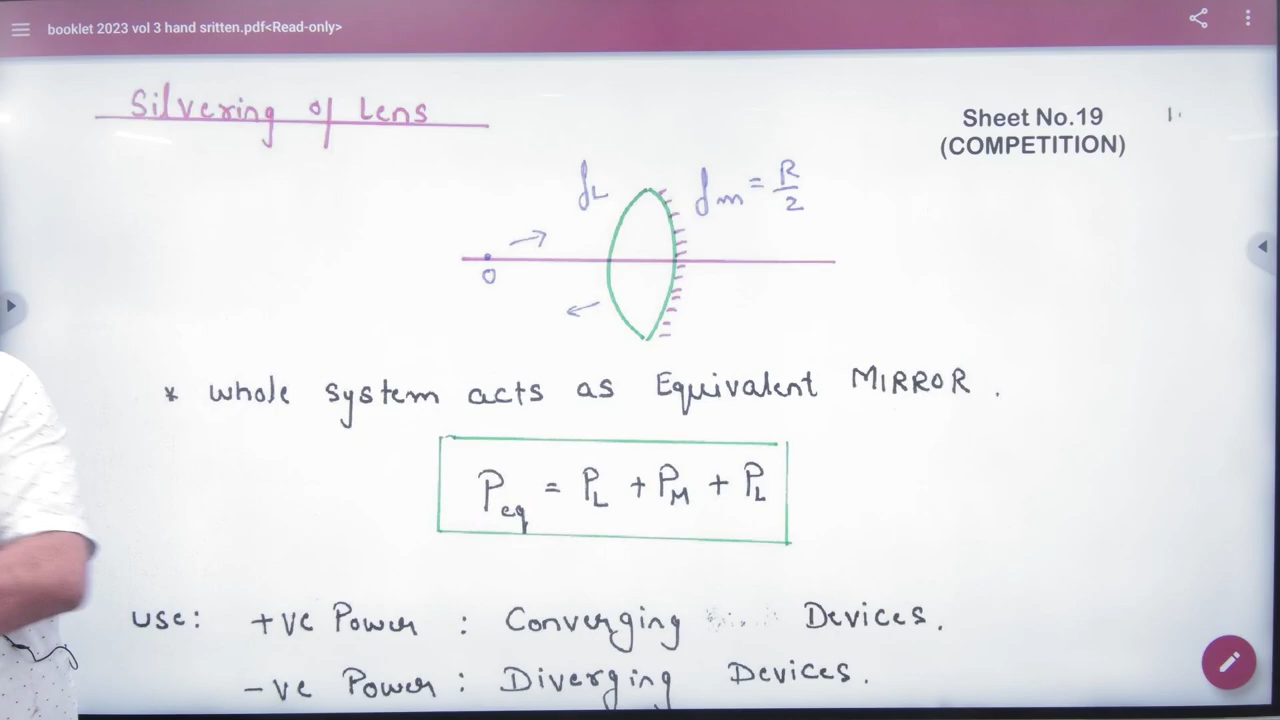 booklet 2023 vol 3 hand sritten.pdf<Read-only>
Silvering of Lens
Sheet No.19
(COMPETITION)
fL
fm = R/2
O
* whole system acts as Equivalent MIRROR.
Peq = PL + PM + PL
use: +ve Power : Converging Devices.
-ve Power : Diverging Devices.